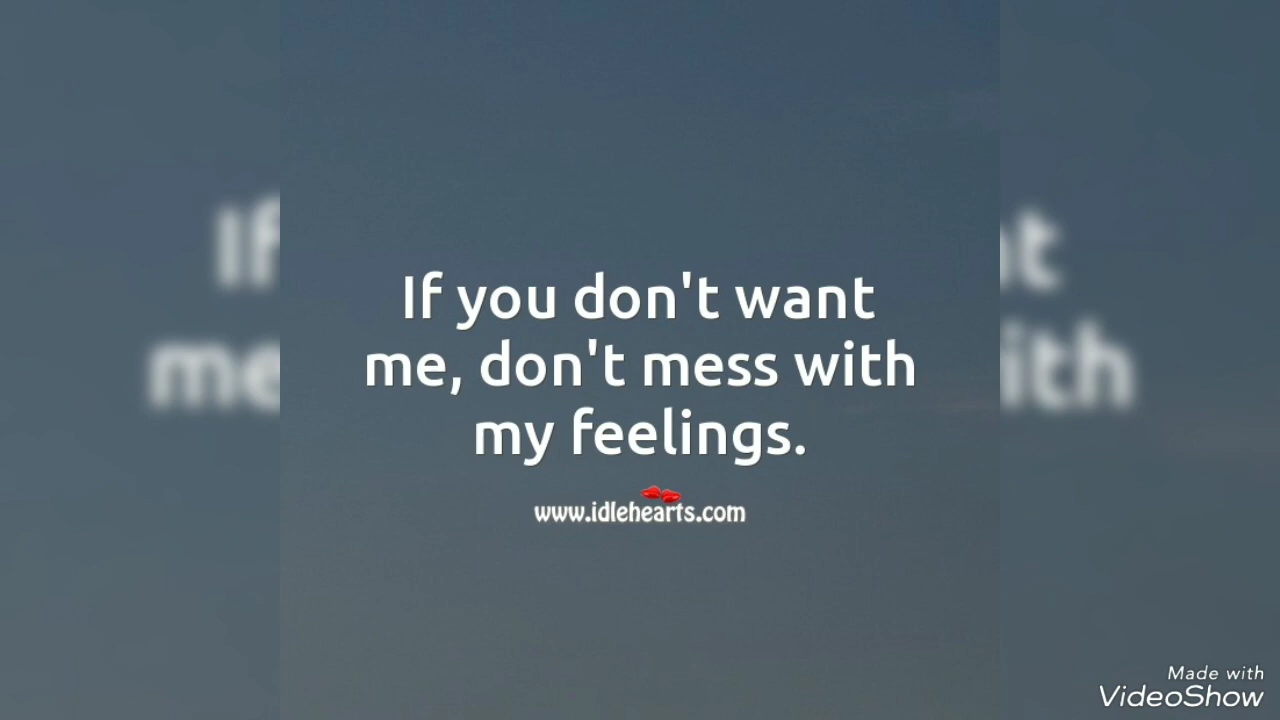 If you don't want
me, don't mess with
my feelings.
www.idlehearts.com
Made with
VideoShow